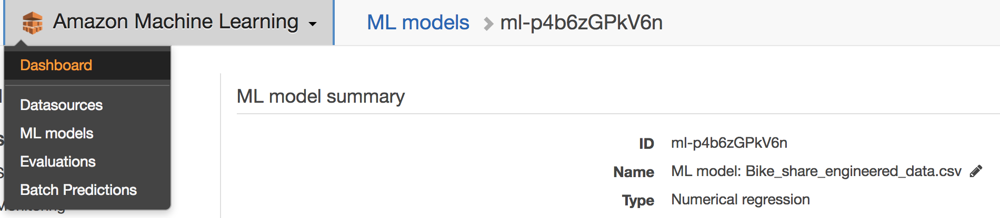 Amazon Machine Learning
ML models
ml-p4b6zGPkV6n
Dashboard
Datasources
ML models
Evaluations
Batch Predictions
ML model summary
ID ml-p4b6zGPkV6n
Name ML model: Bike_share_engineered_data.csv
Type Numerical regression